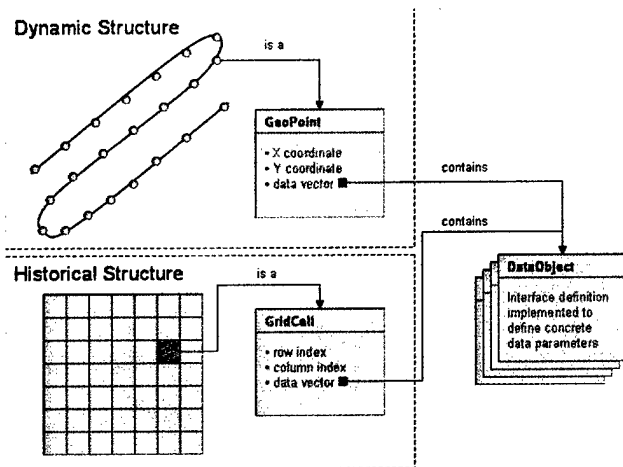 Dynamic Structure
is a
GeoPoint
• X coordinate
• Y coordinate
• data vector
contains
contains
Historical Structure
is a
GridCell
• row index
• column index
• data vector
DataObject
Interface definition
implemented to
define concrete
data parameters